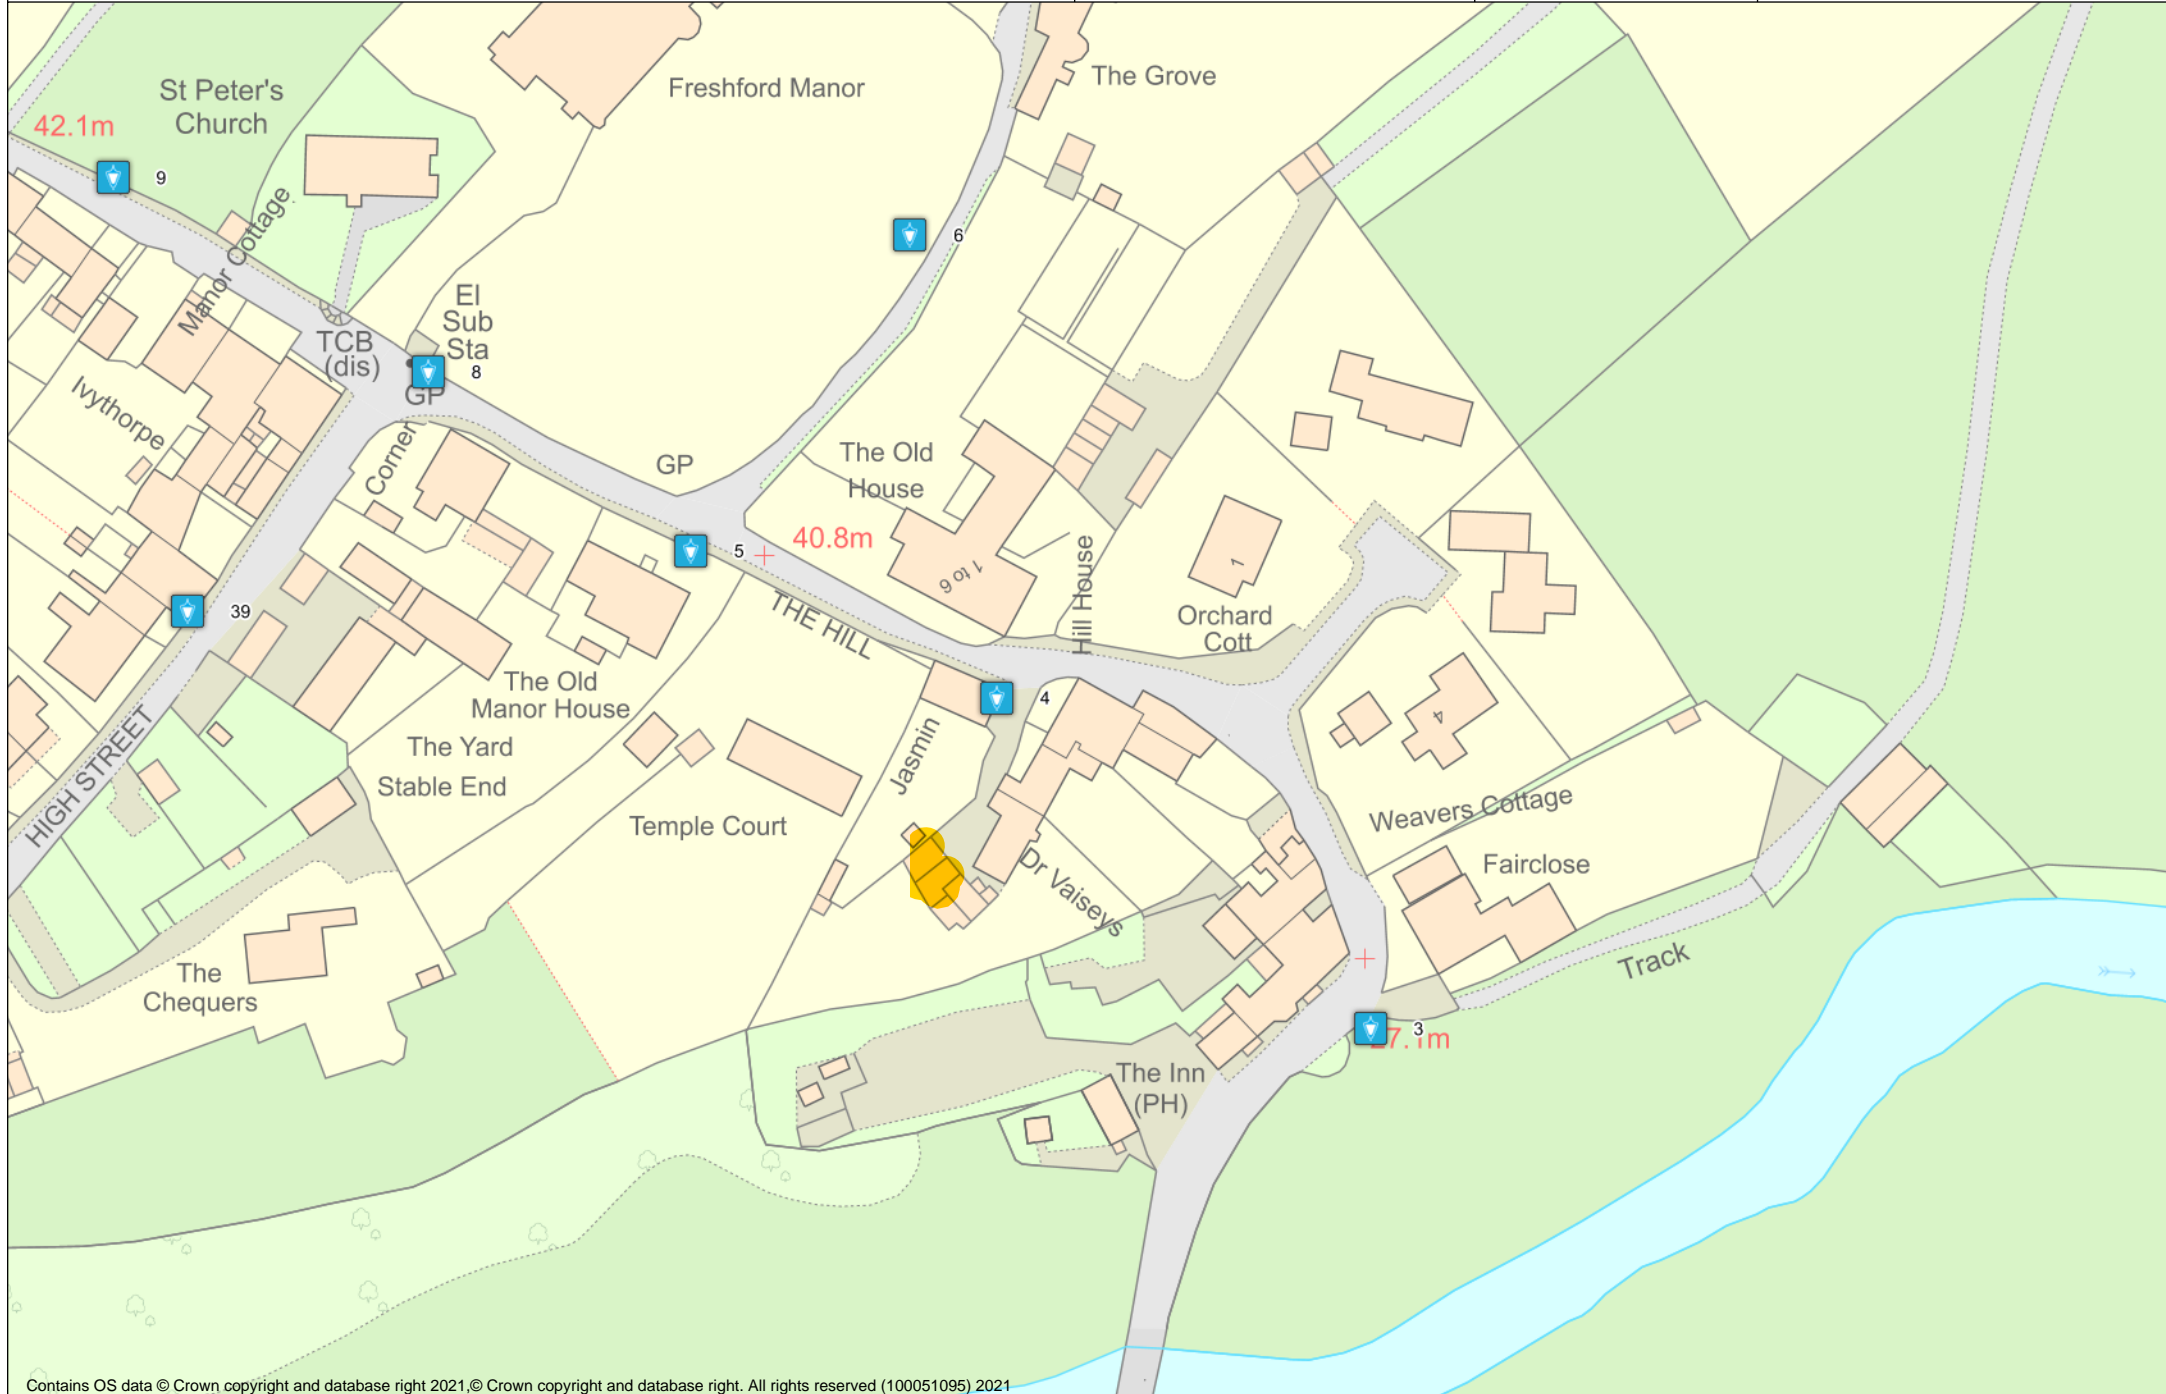 St Peter's
Church
Freshford Manor
The Grove
42.1m
9
6
Manor Cottage
El
Sub
Sta
TCB
(dis)
8
GP
Ivythorpe
Corner
GP
The Old
House
5
40.8m
1 to 6
Hill House
1
39
THE HILL
Orchard
Cott
The Old
Manor House
4
4
The Yard
Jasmin
HIGH STREET
Stable End
Temple Court
Weavers Cottage
Fairclose
Dr Vaiseys
Track
The
Chequers
3
27.1m
The Inn
(PH)
Contains OS data © Crown copyright and database right 2021,© Crown copyright and database right. All rights reserved (100051095) 2021